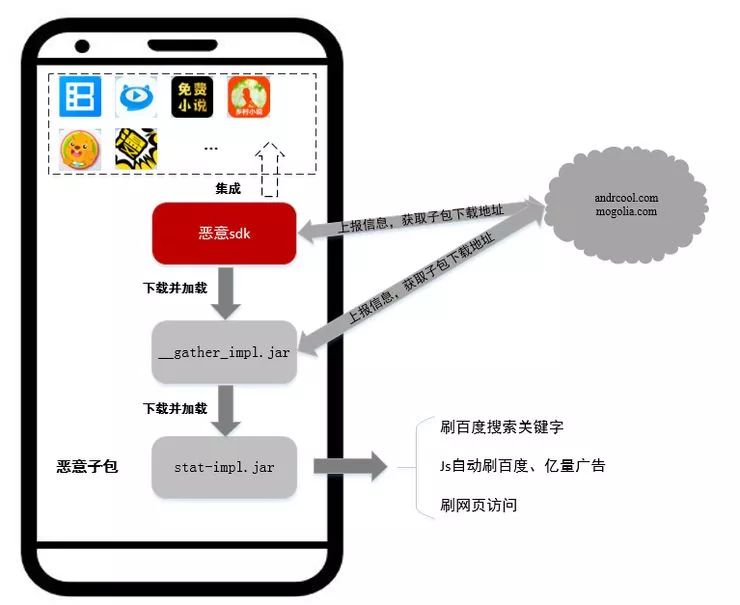 免费
小说
乡村小说
...
集成
andrcool.com
mogolia.com
恶意sdk
上报信息，获取子包下载地址
下载并加载
上报信息，获取子包下载地址
__gather_impl.jar
下载并加载
恶意子包
stat-impl.jar
刷百度搜索关键字
Js自动刷百度、亿量广告
刷网页访问